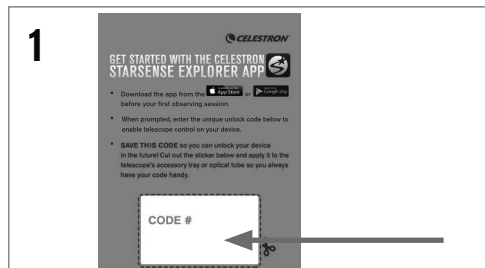 1
CELESTRON
GET STARTED WITH THE CELESTRON
STARSENSE EXPLORER APP
• Download the app from the App Store or Google play
before your first observing session.
• When prompted, enter the unique unlock code below to
enable telescope control on your device.
• SAVE THIS CODE so you can unlock your device
in the future! Cut out the sticker below and apply it to the
telescope's accessory tray or optical tube so you always
have your code handy.
CODE #